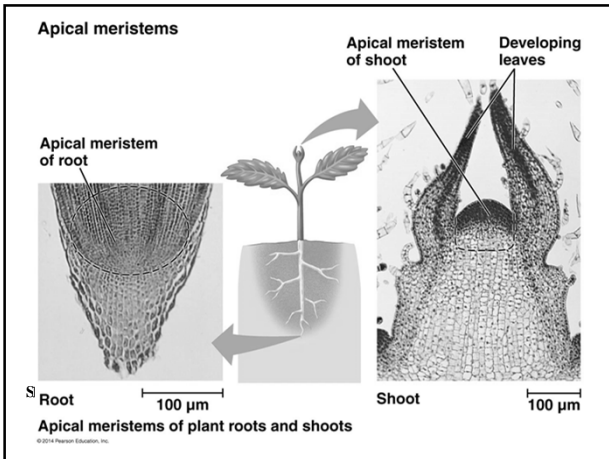 Apical meristems
Apical meristem
of shoot
Developing
leaves
Apical meristem
of root
s
Root
100 µm
Shoot
100 µm
Apical meristems of plant roots and shoots
© 2014 Pearson Education, Inc.